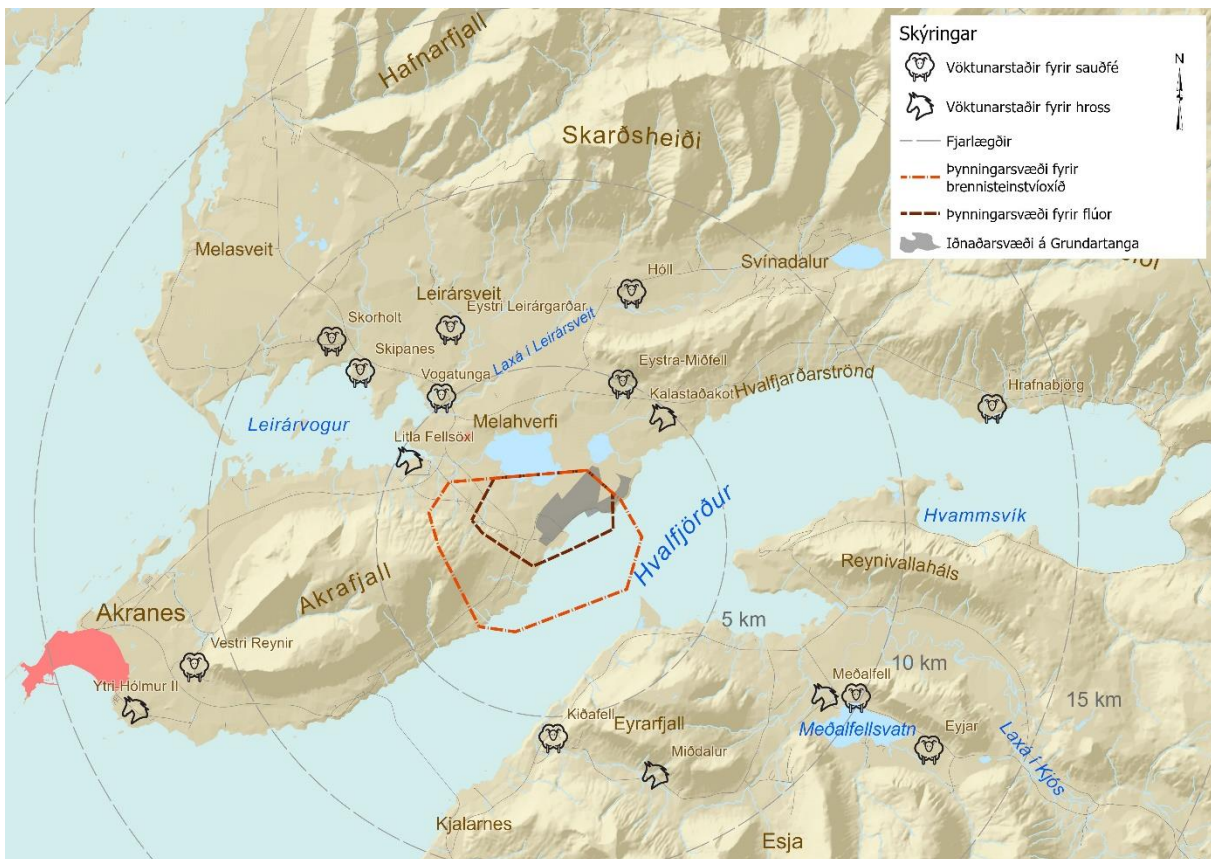 Skýringar
Vöktunarstaðir fyrir sauðfé
Vöktunarstaðir fyrir hross
Fjarlægðir
Þynningarsvæði fyrir
brennisteinstvíoxíð
Þynningarsvæði fyrir flúor
Iðnaðarsvæði á Grundartanga
N
Hafnarfjall
Skarðsheiði
Melasveit
Svínadalur
Hóll
Leirársveit
Eystri Leirárgarðar
Skorholt
Skipanes
Laxá í Leirársveit
Eystra-Miðfell
Vogatunga
Kalastaðakot
Hvalfjarðarströnd
Hrafnabjörg
Melahverfi
Leirárvogur
Litla Fellsöxl
Hvammsvík
Hvalfjörður
Reynivallaháls
Akrafjall
Akranes
5 km
Vestri Reynir
10 km
Meðalfell
15 km
Ytri-Hólmur II
Kiðafell
Eyrarfjall
Meðalfellsvatn
Eyjar
Laxá í Kjós
Miðdalur
Kjalarnes
Esja